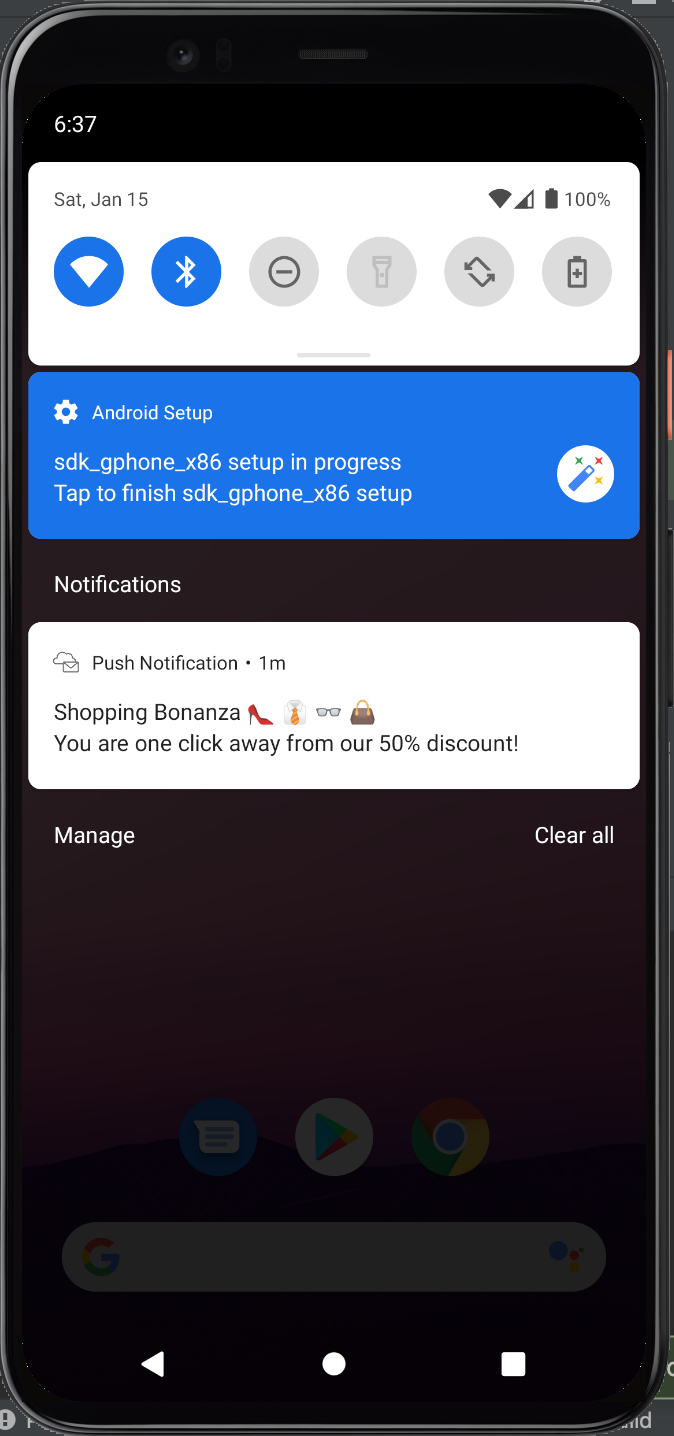 6:37
Sat, Jan 15
100%
Android Setup
sdk_gphone_x86 setup in progress
Tap to finish sdk_gphone_x86 setup
Notifications
Push Notification • 1m
Shopping Bonanza 👠 👔 👓 👜
You are one click away from our 50% discount!
Manage
Clear all
G